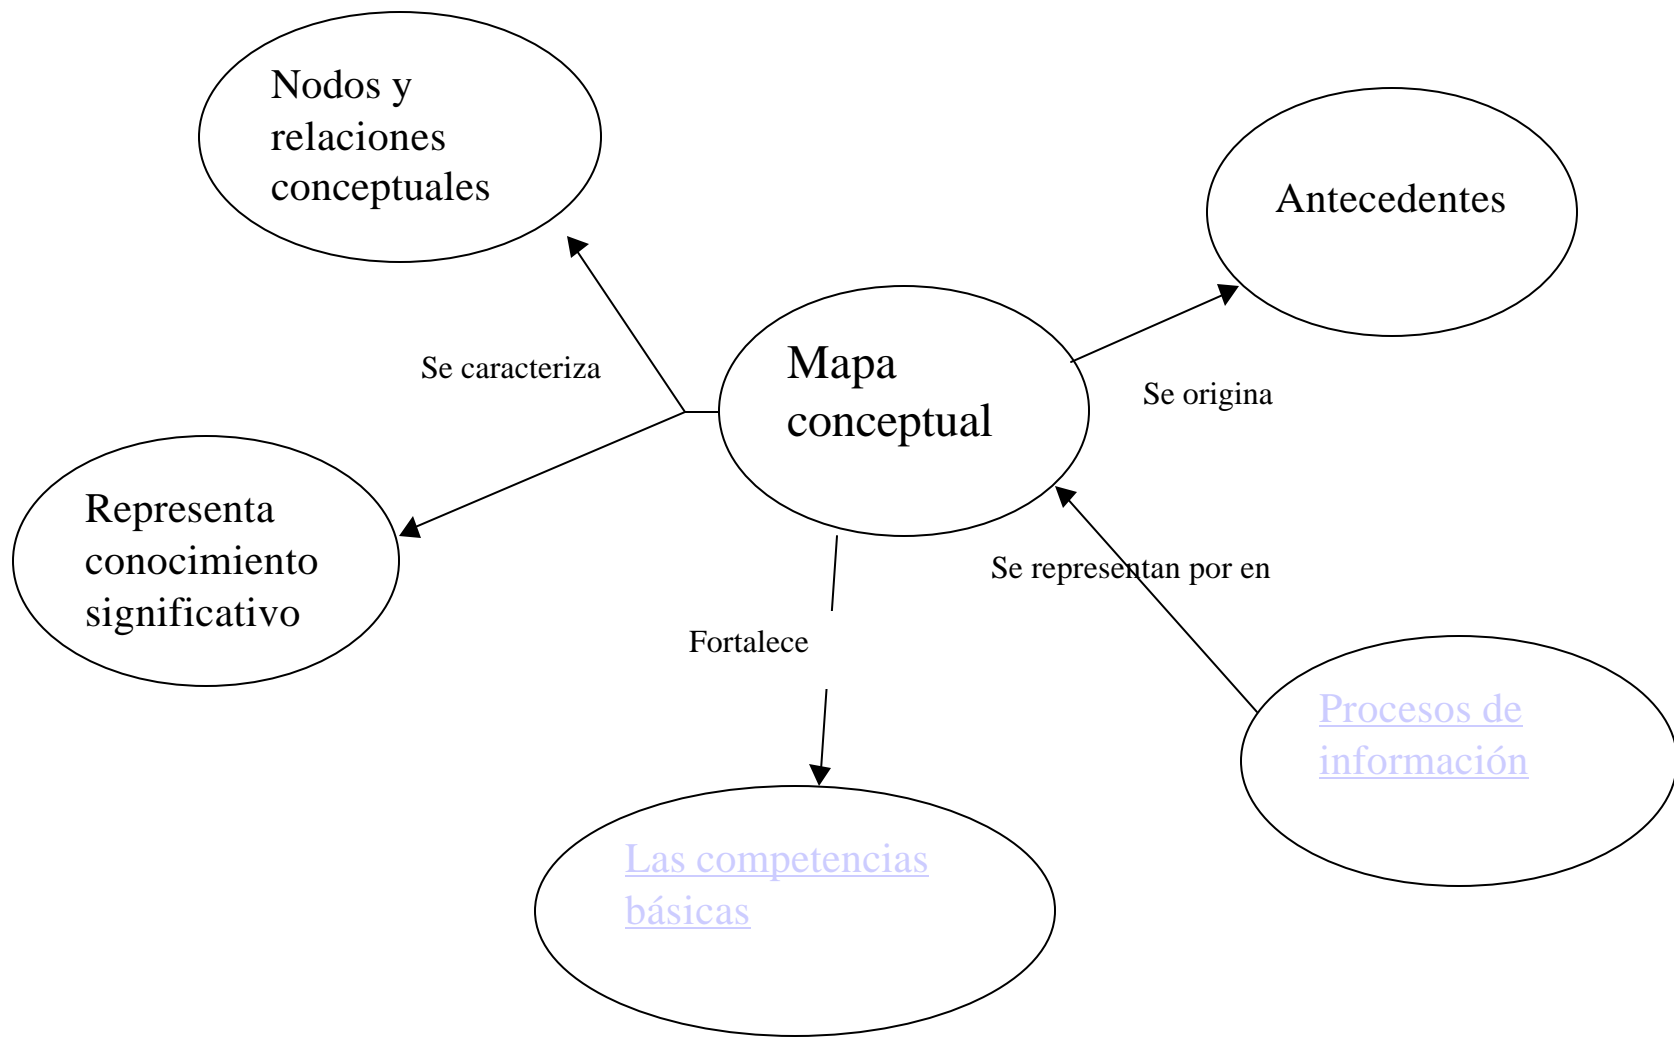 Nodos y
relaciones
conceptuales
Antecedentes
Mapa
conceptual
Se caracteriza
Se origina
Representa
conocimiento
significativo
Se representan por en
Fortalece
Procesos de
información
Las competencias
básicas